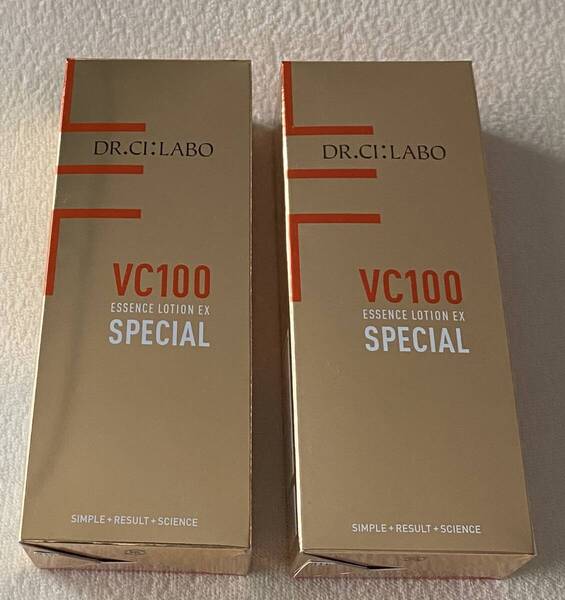 DR.CI:LABO
VC100
ESSENCE LOTION EX
SPECIAL
SIMPLE+RESULT+SCIENCE
DR.CI:LABO
VC100
ESSENCE LOTION EX
SPECIAL
SIMPLE+RESULT+SCIENCE